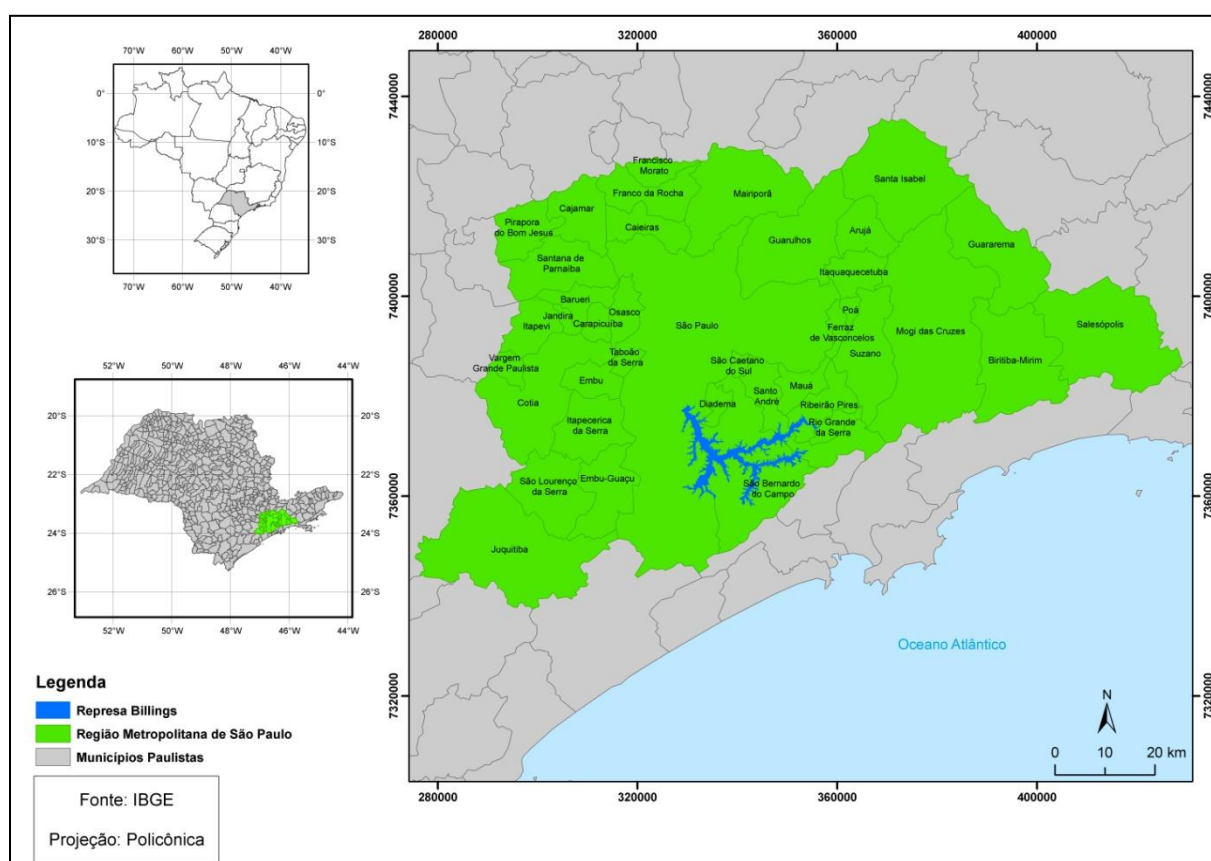 70°W 60°W 50°W 40°W
0° 0°
10°S 10°S
20°S 20°S
30°S 30°S
70°W 60°W 50°W 40°W
52°W 50°W 48°W 46°W 44°W
20°S 20°S
22°S 22°S
24°S 24°S
26°S 26°S
52°W 50°W 48°W 46°W 44°W
Legenda
Represa Billings
Região Metropolitana de São Paulo
Municípios Paulistas
Fonte: IBGE
Projeção: Policônica
280000 320000 360000 400000
7440000 7440000
7400000 7400000
7360000 7360000
7320000 7320000
280000 320000 360000 400000
Francisco
Morato
Franco da Rocha
Mairiporã
Santa Isabel
Cajamar
Pirapora
do Bom Jesus
Caieiras
Guarulhos
Arujá
Guararema
Santana de
Parnaíba
Itaquaquecetuba
Barueri
Jandira
Osasco
Itapevi
Carapicuíba
São Paulo
Poá
Ferraz
de Vasconcelos
Mogi das Cruzes
Salesópolis
Vargem
Grande Paulista
Taboão
da Serra
Suzano
Biritiba-Mirim
São Caetano
do Sul
Embu
Santo
André
Mauá
Cotia
Diadema
Ribeirão Pires
Itapecerica
da Serra
Rio Grande
da Serra
São Lourenço
da Serra
Embu-Guaçu
São Bernardo
do Campo
Juquitiba
Oceano Atlântico
N
0 10 20 km